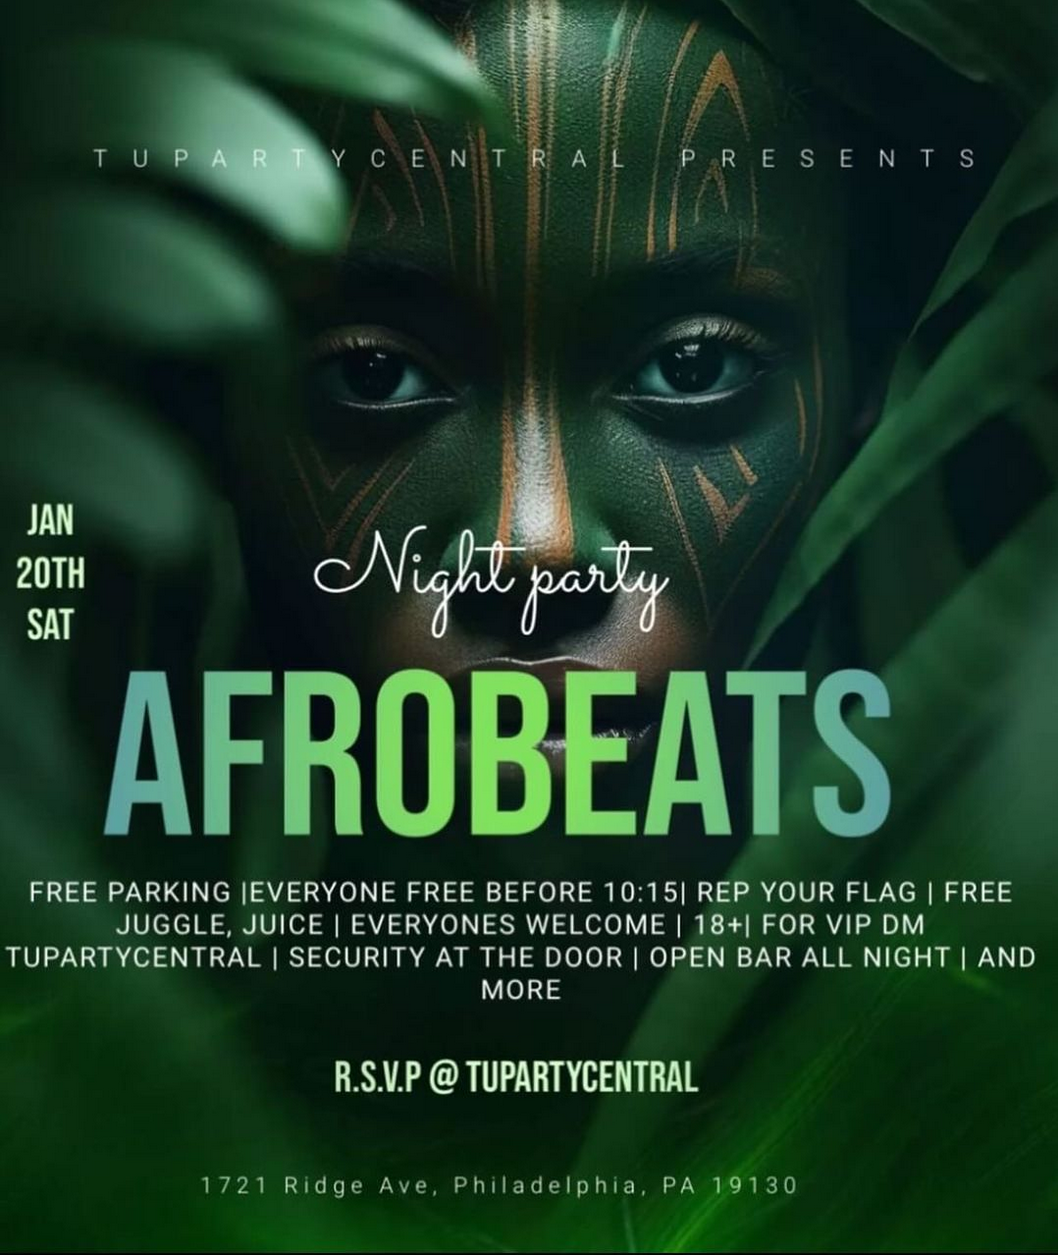 TUPARTYCENTRAL PRESENTS
JAN
20TH
SAT
Night party
AFROBEATS
FREE PARKING |EVERYONE FREE BEFORE 10:15| REP YOUR FLAG | FREE
JUGGLE, JUICE | EVERYONES WELCOME | 18+| FOR VIP DM
TUPARTYCENTRAL | SECURITY AT THE DOOR | OPEN BAR ALL NIGHT | AND
MORE
R.S.V.P @ TUPARTYCENTRAL
1721 Ridge Ave, Philadelphia, PA 19130